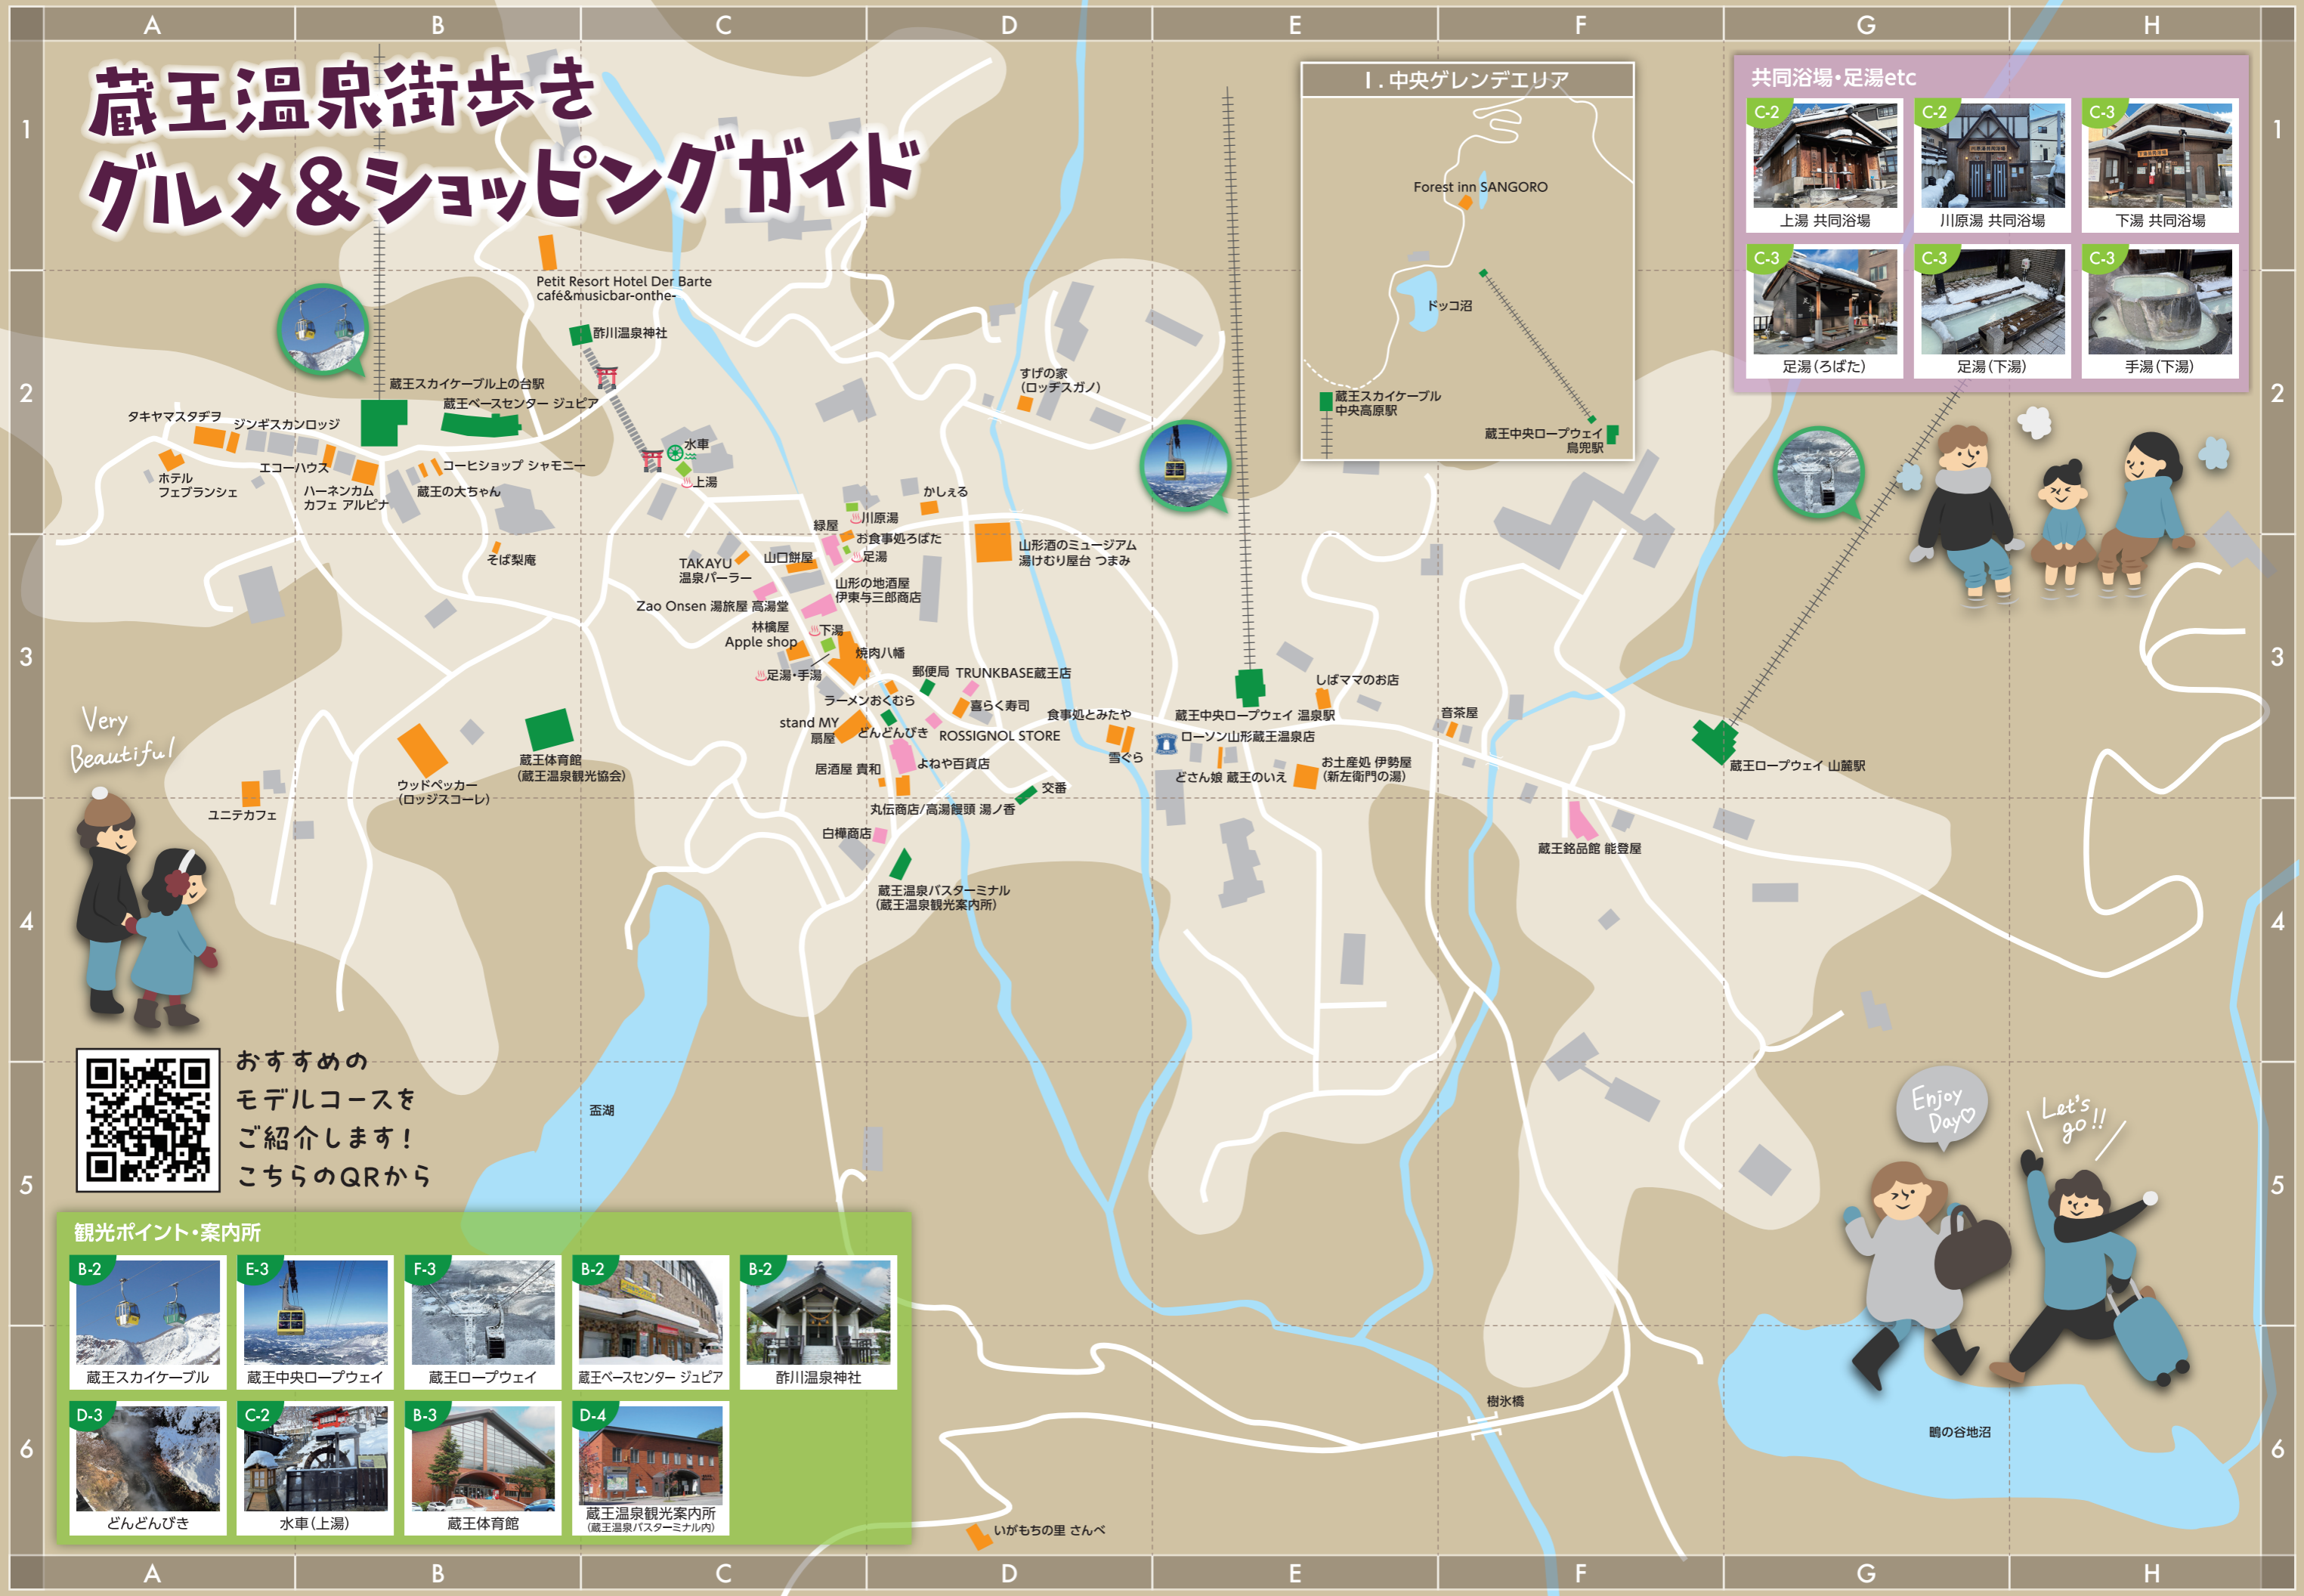 A B C D E F G H
蔵王温泉街歩き
グルメ&ショッピングガイド
1
2
3
4
5
6
1
2
3
4
5
6
Ⅰ.中央ゲレンデエリア
Forest inn SANGORO
ドッコ沼
蔵王スカイケーブル
中央高原駅
蔵王中央ロープウェイ
鳥兜駅
共同浴場・足湯etc
C-2
上湯 共同浴場
C-2
川原湯 共同浴場
C-3
下湯 共同浴場
C-3
足湯(ろばた)
C-3
足湯(下湯)
C-3
手湯(下湯)
Petit Resort Hotel Der Barte
café&musicbar-onthe-
酢川温泉神社
蔵王スカイケーブル上の台駅
蔵王ベースセンター ジュピア
タキヤマスタヂヲ
ジンギスカンロッジ
ホテル
フェブランシェ
エコーハウス
ハーネンカム
カフェ アルピナ
コーヒショップ シャモニー
蔵王の大ちゃん
そば梨庵
水車
上湯
すげの家
(ロッヂスガノ)
かしぇる
川原湯
緑屋
お食事処ろばた
足湯
山形酒のミュージアム
湯けむり屋台 つまみ
TAKAYU
温泉パーラー
山口餅屋
山形の地酒屋
伊東与三郎商店
Zao Onsen 湯旅屋 高湯堂
林檎屋
Apple shop
下湯
焼肉八幡
足湯・手湯
郵便局
TRUNKBASE蔵王店
ラーメンおくむら
喜らく寿司
stand MY
扇屋
どんどんびき
ROSSIGNOL STORE
食事処とみたや
雪ぐら
居酒屋 貴和
よねや百貨店
丸伝商店/高湯饅頭 湯ノ香
交番
白樺商店
蔵王温泉バスターミナル
(蔵王温泉観光案内所)
蔵王中央ロープウェイ 温泉駅
ローソン山形蔵王温泉店
しばママのお店
どさん娘 蔵王のいえ
お土産処 伊勢屋
(新左衛門の湯)
音茶屋
蔵王ロープウェイ 山麓駅
蔵王銘品館 能登屋
Very
Beautiful
ユニテカフェ
ウッドペッカー
(ロッジスコーレ)
蔵王体育館
(蔵王温泉観光協会)
盃湖
おすすめの
モデルコースを
ご紹介します!
こちらのQRから
Enjoy
Day♡
Let's
go!!
鴫の谷地沼
樹氷橋
いがもちの里 さんべ
観光ポイント・案内所
B-2
蔵王スカイケーブル
E-3
蔵王中央ロープウェイ
F-3
蔵王ロープウェイ
B-2
蔵王ベースセンター ジュピア
B-2
酢川温泉神社
D-3
どんどんびき
C-2
水車(上湯)
B-3
蔵王体育館
D-4
蔵王温泉観光案内所
(蔵王温泉バスターミナル内)
A B C D E F G H